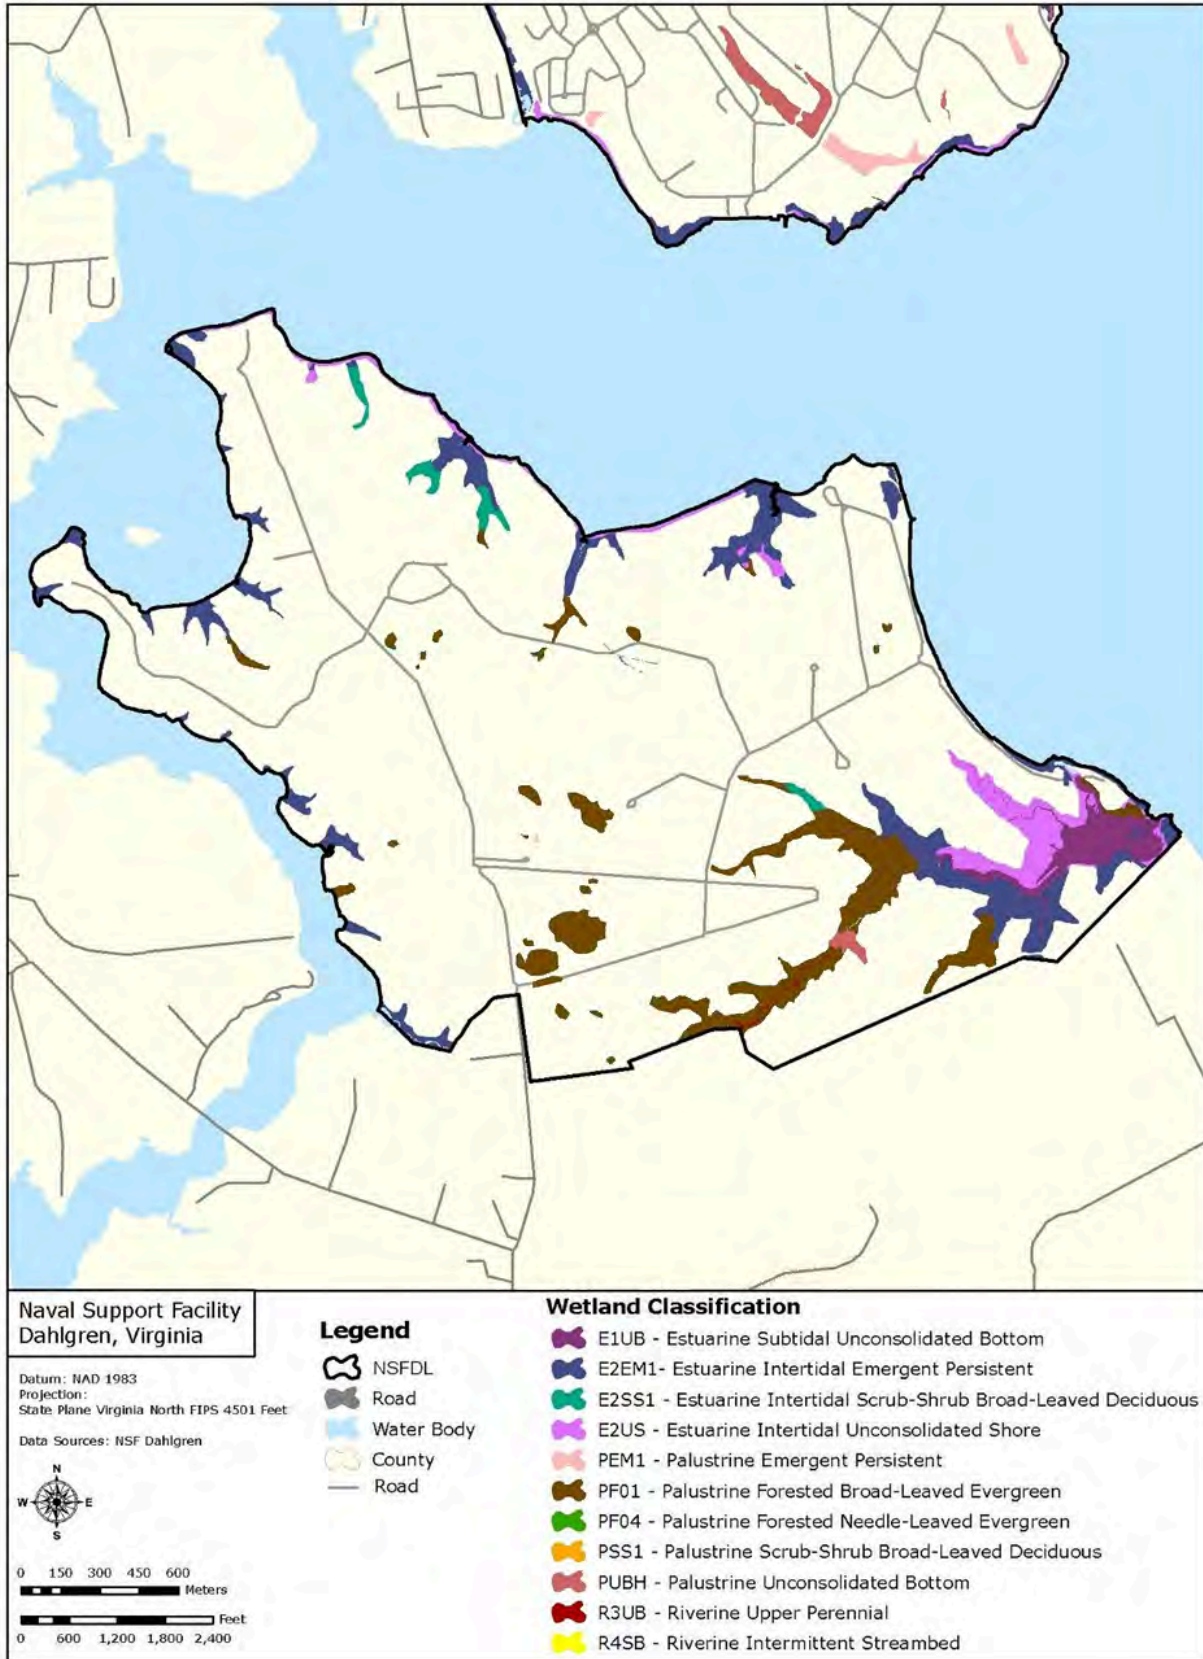 Naval Support Facility
Dahlgren, Virginia
Datum: NAD 1983
Projection:
State Plane Virginia North FIPS 4501 Feet
Data Sources: NSF Dahlgren
N
W E
S
0 150 300 450 600
Meters
Feet
0 600 1,200 1,800 2,400
Legend
NSFDL
Road
Water Body
County
Road
Wetland Classification
E1UB - Estuarine Subtidal Unconsolidated Bottom
E2EM1- Estuarine Intertidal Emergent Persistent
E2SS1 - Estuarine Intertidal Scrub-Shrub Broad-Leaved Deciduous
E2US - Estuarine Intertidal Unconsolidated Shore
PEM1 - Palustrine Emergent Persistent
PF01 - Palustrine Forested Broad-Leaved Evergreen
PF04 - Palustrine Forested Needle-Leaved Evergreen
PSS1 - Palustrine Scrub-Shrub Broad-Leaved Deciduous
PUBH - Palustrine Unconsolidated Bottom
R3UB - Riverine Upper Perennial
R4SB - Riverine Intermittent Streambed